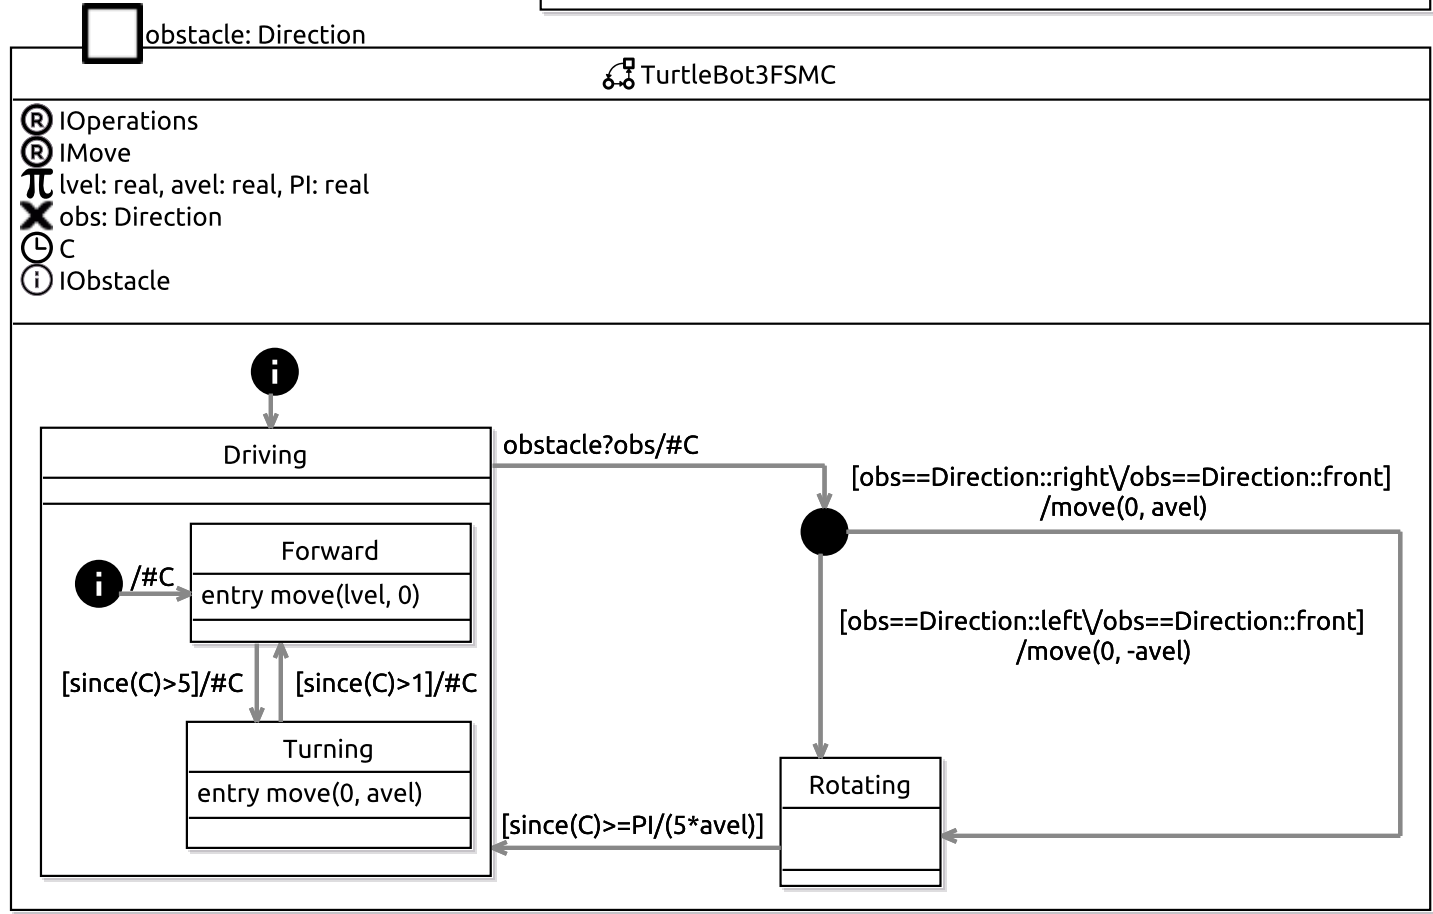 obstacle: Direction
TurtleBot3FSMC
R IOperations
R IMove
π lvel: real, avel: real, PI: real
obs: Direction
C
i IObstacle
i
Driving
obstacle?obs/#C
[obs==Direction::right\/obs==Direction::front]
/move(0, avel)
Forward
i /#C
entry move(lvel, 0)
[obs==Direction::left\/obs==Direction::front]
/move(0, -avel)
[since(C)>5]/#C [since(C)>1]/#C
Turning
entry move(0, avel)
Rotating
[since(C)>=PI/(5*avel)]